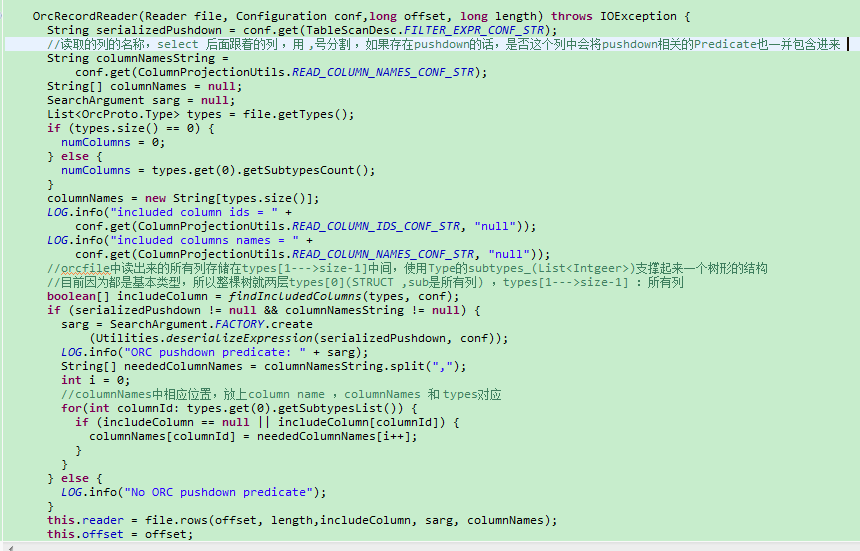 OrcRecordReader(Reader file, Configuration conf,long offset, long length) throws IOException {
String serializedPushdown = conf.get(TableScanDesc.FILTER_EXPR_CONF_STR);
//读取的列的名称，select 后面跟着的列 ，用 ,号分割 ，如果存在pushdown的话，是否这个列中会将pushdown相关的Predicate也一并包含进来
String columnNamesString =
conf.get(ColumnProjectionUtils.READ_COLUMN_NAMES_CONF_STR);
String[] columnNames = null;
SearchArgument sarg = null;
List<OrcProto.Type> types = file.getTypes();
if (types.size() == 0) {
numColumns = 0;
} else {
numColumns = types.get(0).getSubtypesCount();
}
columnNames = new String[types.size()];
LOG.info("included column ids = " +
conf.get(ColumnProjectionUtils.READ_COLUMN_IDS_CONF_STR, "null"));
LOG.info("included columns names = " +
conf.get(ColumnProjectionUtils.READ_COLUMN_NAMES_CONF_STR, "null"));
//orcfile中读出来的所有列存储在types[1--->size-1]中间，使用Type的subtypes_(List<Intgeer>)支撑起来一个树形的结构
//目前因为都是基本类型，所以整棵树就两层types[0](STRUCT ,sub是所有列) ，types[1--->size-1] : 所有列
boolean[] includeColumn = findIncludedColumns(types, conf);
if (serializedPushdown != null && columnNamesString != null) {
sarg = SearchArgument.FACTORY.create
(Utilities.deserializeExpression(serializedPushdown, conf));
LOG.info("ORC pushdown predicate: " + sarg);
String[] neededColumnNames = columnNamesString.split(",");
int i = 0;
//columnNames中相应位置，放上column name ，columnNames 和 types对应
for(int columnId: types.get(0).getSubtypesList()) {
if (includeColumn == null || includeColumn[columnId]) {
columnNames[columnId] = neededColumnNames[i++];
}
}
} else {
LOG.info("No ORC pushdown predicate");
}
this.reader = file.rows(offset, length,includeColumn, sarg, columnNames);
this.offset = offset;